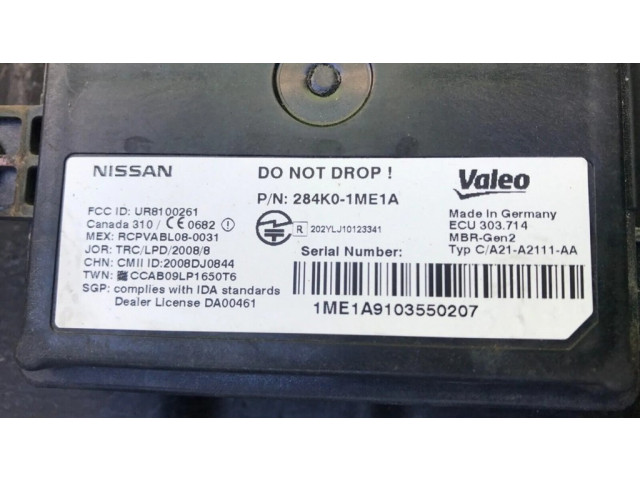 NISSAN
DO NOT DROP !
Valeo
P/N: 284K0-1ME1A
FCC ID: UR8100261
Canada 310 / CE 0682
MEX: RCPVABL08-0031
JOR: TRC/LPD/2008/8
CHN: CMII ID:2008DJ0844
TWN: CCAB09LP1650T6
SGP: complies with IDA standards
Dealer License DA00461
R 202YLJ10123341
Made in Germany
ECU 303.714
MBR-Gen2
Typ C/A21-A2111-AA
Serial Number:
1ME1A9103550207